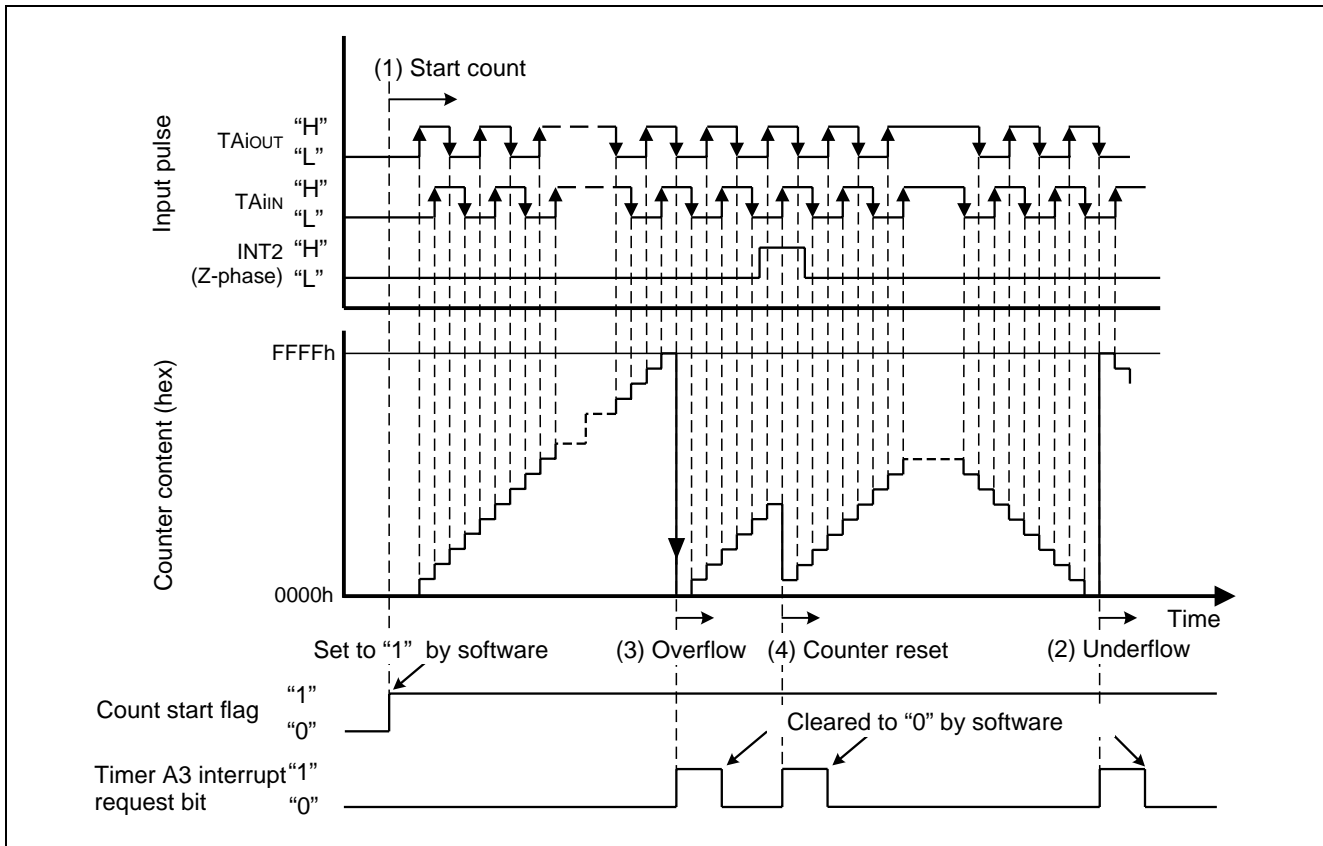 (1) Start count
Input pulse
TAiOUT
“H”
“L”
TAiIN
“H”
“L”
INT2
(Z-phase)
“H”
“L”
Counter content (hex)
FFFFh
0000h
Time
Set to “1” by software
(3) Overflow
(4) Counter reset
(2) Underflow
Count start flag
“1”
“0”
Cleared to “0” by software
Timer A3 interrupt
request bit
“1”
“0”